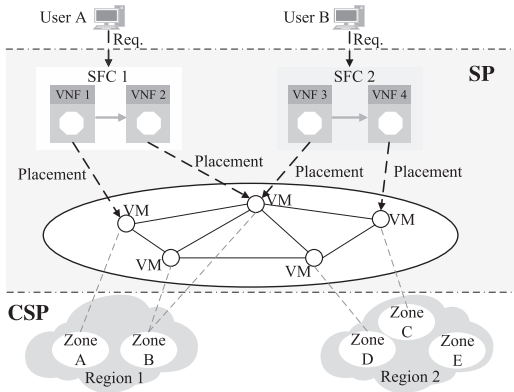 User A
User B
Req.
Req.
SFC 1
SFC 2
SP
VNF 1
VNF 2
VNF 3
VNF 4
Placement
Placement
Placement
Placement
VM
VM
VM
VM
VM
CSP
Zone
A
Zone
B
Region 1
Zone
C
Zone
D
Zone
E
Region 2